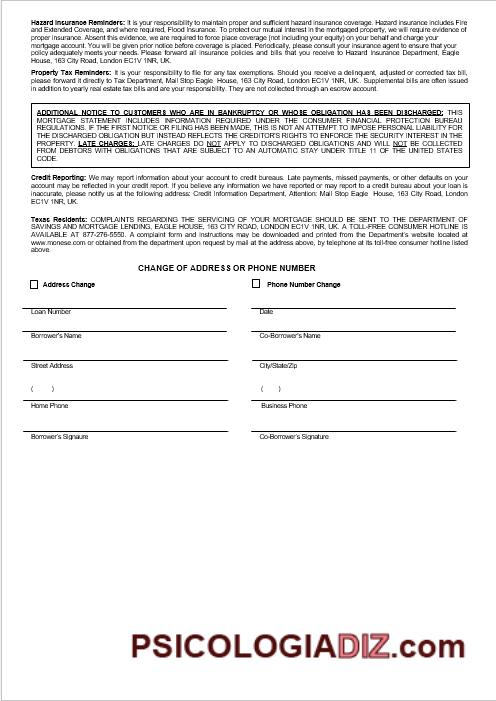 Hazard Insurance Reminders: It is your responsibility to maintain proper and sufficient hazard insurance coverage. Hazard insurance includes Fire
and Extended Coverage, and where required, Flood Insurance. To protect our mutual interest in the mortgaged property, we will require evidence of
proper insurance. Absent this evidence, we are required to force place coverage (not including your equity) on your behalf and charge your
mortgage account. You will be given prior notice before coverage is placed. Periodically, please consult your insurance agent to ensure that your
policy adequately meets your needs. Please forward all insurance policies and bills that you receive to Hazard Insurance Department, Eagle
House, 163 City Road, London EC1V 1NR, UK.
Property Tax Reminders: It is your responsibility to file for any tax exemptions. Should you receive a delinquent, adjusted or corrected tax bill,
please forward it directly to Tax Department, Mail Stop Eagle House, 163 City Road, London EC1V 1NR, UK.. Supplemental bills are often issued
in addition to yearly real estate tax bills and are your responsibility. They are not collected through an escrow account.
ADDITIONAL NOTICE TO CUSTOMERS WHO ARE IN BANKRUPTCY OR WHOSE OBLIGATION HAS BEEN DISCHARGED: THIS
MORTGAGE STATEMENT INCLUDES INFORMATION REQUIRED UNDER THE CONSUMER FINANCIAL PROTECTION BUREAU
REGULATIONS. IF THE FIRST NOTICE OR FILING HAS BEEN MADE, THIS IS NOT AN ATTEMPT TO IMPOSE PERSONAL LIABILITY FOR
THE DISCHARGED OBLIGATION BUT INSTEAD REFLECTS THE CREDITOR'S RIGHTS TO ENFORCE THE SECURITY INTEREST IN THE
PROPERTY. LATE CHARGES: LATE CHARGES DO NOT APPLY TO DISCHARGED OBLIGATIONS AND WILL NOT BE COLLECTED
FROM DEBTORS WITH OBLIGATIONS THAT ARE SUBJECT TO AN AUTOMATIC STAY UNDER TITLE 11 OF THE UNITED STATES
CODE.
Credit Reporting: We may report information about your account to credit bureaus. Late payments, missed payments, or other defaults on your
account may be reflected in your credit report. If you believe any information we have reported or may report to a credit bureau about your loan is
inaccurate, please notify us at the following address: Credit Information Department, Attention: Mail Stop Eagle House, 163 City Road, London
EC1V 1NR, UK.
Texas Residents: COMPLAINTS REGARDING THE SERVICING OF YOUR MORTGAGE SHOULD BE SENT TO THE DEPARTMENT OF
SAVINGS AND MORTGAGE LENDING, EAGLE HOUSE, 163 CITY ROAD, LONDON EC1V 1NR, UK. A TOLL-FREE CONSUMER HOTLINE IS
AVAILABLE AT 877-276-5550. A complaint form and instructions may be downloaded and printed from the Department's website located at
www.monese.com or obtained from the department upon request by mail at the address above, by telephone at its toll-free consumer hotline listed
above.
CHANGE OF ADDRESS OR PHONE NUMBER
Address Change Phone Number Change
Loan Number Date
Borrower's Name Co-Borrower's Name
Street Address City/State/Zip
( ) ( )
Home Phone Business Phone
Borrower's Signaure Co-Borrower's Signature
PSICOLOGIADIZ.com